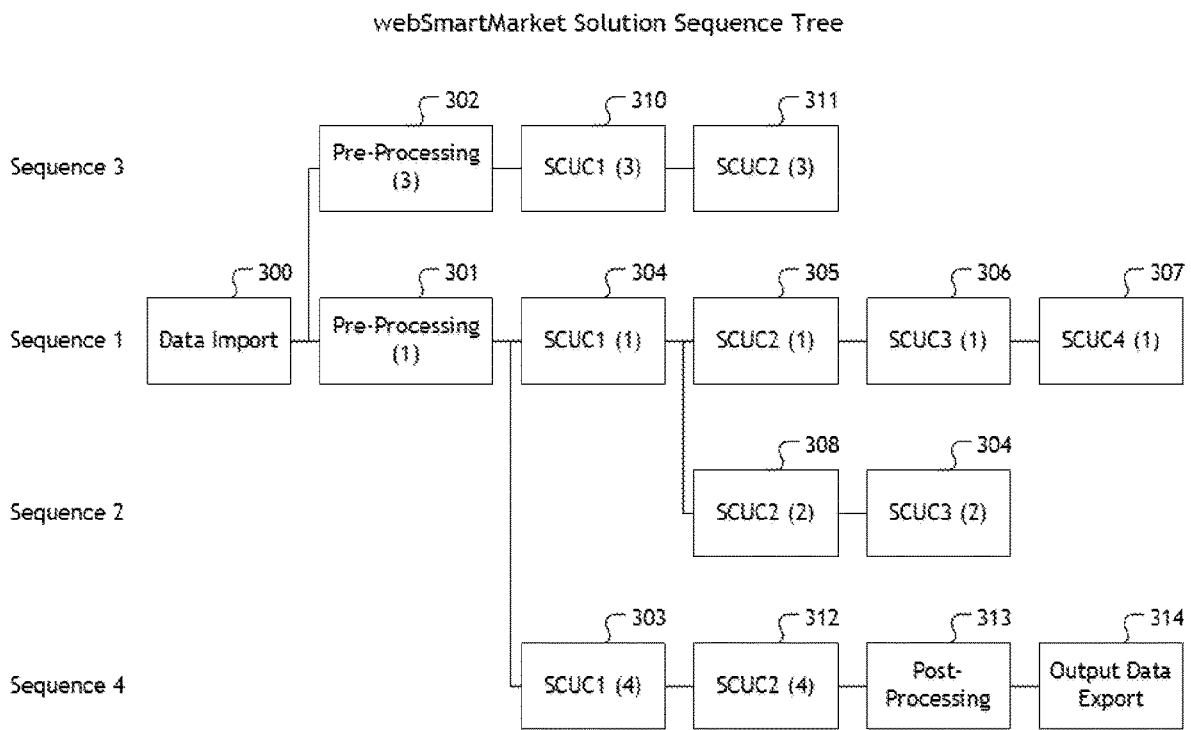 webSmartMarket Solution Sequence Tree
302
310
311
Sequence 3
Pre-Processing
(3)
SCUC1 (3)
SCUC2 (3)
300
301
304
305
306
307
Sequence 1
Data Import
Pre-Processing
(1)
SCUC1 (1)
SCUC2 (1)
SCUC3 (1)
SCUC4 (1)
308
304
Sequence 2
SCUC2 (2)
SCUC3 (2)
303
312
313
314
Sequence 4
SCUC1 (4)
SCUC2 (4)
Post-
Processing
Output Data
Export